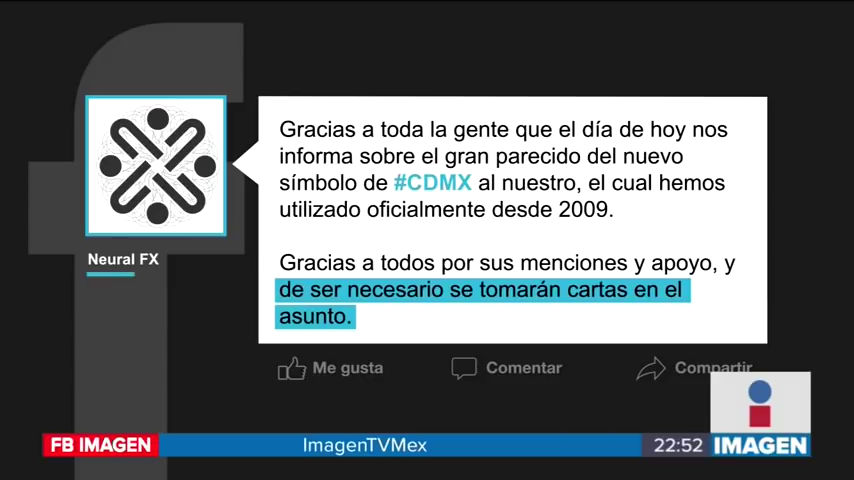 Gracias a toda la gente que el día de hoy nos
informa sobre el gran parecido del nuevo
símbolo de #CDMX al nuestro, el cual hemos
utilizado oficialmente desde 2009.
Gracias a todos por sus menciones y apoyo, y
de ser necesario se tomarán cartas en el
asunto.
Neural FX
Me gusta
Comentar
Compartir
FB IMAGEN
ImagenTVMex
22:52
IMAGEN